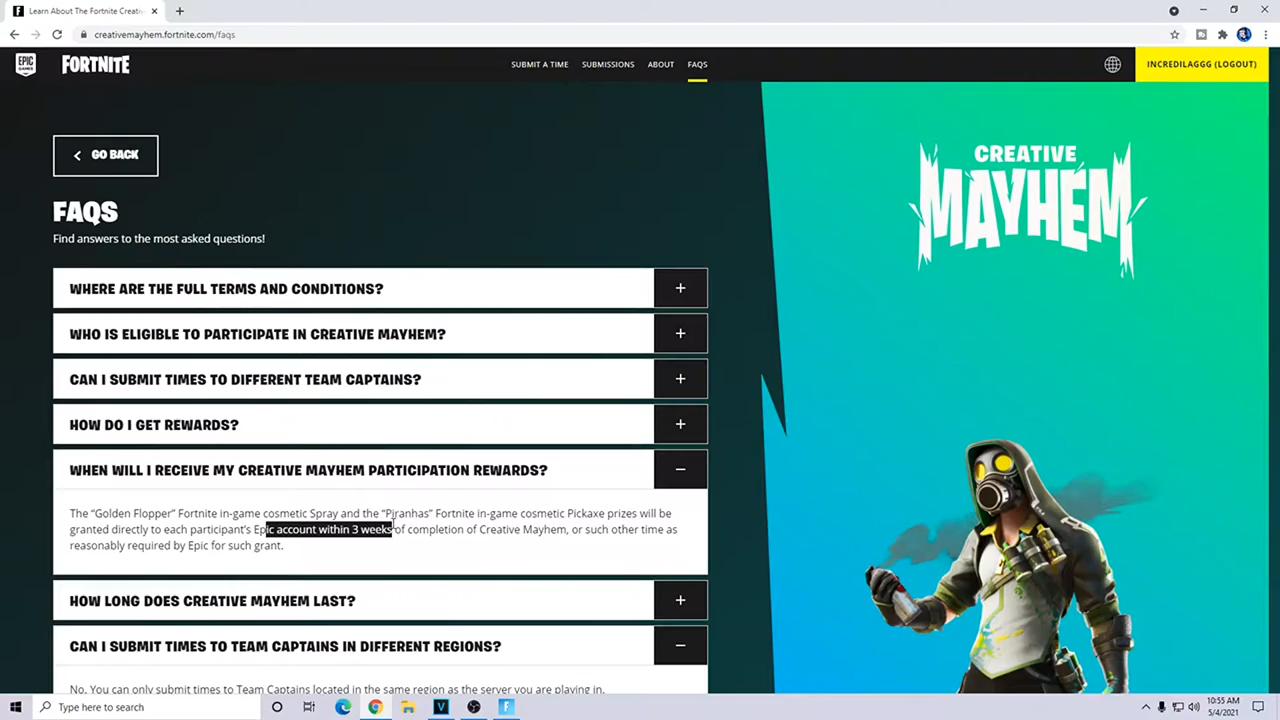 Learn About The Fortnite Creati
creativemayhem.fortnite.com/faqs
EPIC GAMES
FORTNITE
SUBMIT A TIME
SUBMISSIONS
ABOUT
FAQS
INCREDILAGGG (LOGOUT)
GO BACK
CREATIVE
MAYHEM
FAQS
Find answers to the most asked questions!
WHERE ARE THE FULL TERMS AND CONDITIONS?
WHO IS ELIGIBLE TO PARTICIPATE IN CREATIVE MAYHEM?
CAN I SUBMIT TIMES TO DIFFERENT TEAM CAPTAINS?
HOW DO I GET REWARDS?
WHEN WILL I RECEIVE MY CREATIVE MAYHEM PARTICIPATION REWARDS?
The “Golden Flopper” Fortnite in-game cosmetic Spray and the “Piranhas” Fortnite in-game cosmetic Pickaxe prizes will be
granted directly to each participant's Epic account within 3 weeks of completion of Creative Mayhem, or such other time as
reasonably required by Epic for such grant.
HOW LONG DOES CREATIVE MAYHEM LAST?
CAN I SUBMIT TIMES TO TEAM CAPTAINS IN DIFFERENT REGIONS?
No. You can only submit times to Team Captains located in the same region as the server you are playing in.
Type here to search
10:55 AM
5/4/2021